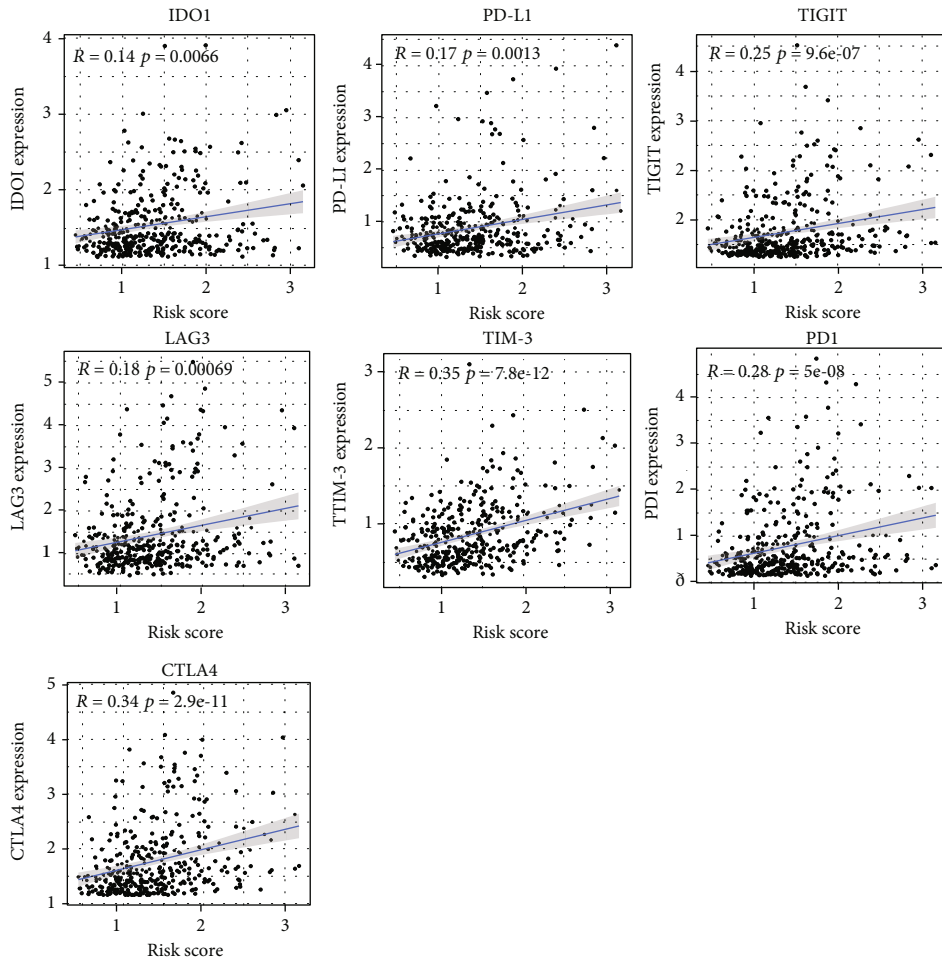 IDO1
R = 0.14 p = 0.0066
IDOI expression
4
3
2
1
1 2 3
Risk score
PD-L1
R = 0.17 p = 0.0013
PD-LI expression
4
3
2
1
1 2 3
Risk score
TIGIT
R = 0.25 p = 9.6e-07
TIGIT expression
4
3
2
2
1 2 3
Risk score
LAG3
R = 0.18 p = 0.00069
LAG3 expression
5
4
3
2
1
1 2 3
Risk score
TIM-3
R = 0.35 p = 7.8e-12
TTIM-3 expression
3
2
1
1 2 3
Risk score
PD1
R = 0.28 p = 5e-08
PDI expression
4
3
2
1
ð
1 2 3
Risk score
CTLA4
R = 0.34 p = 2.9e-11
CTLA4 expression
5
4
3
2
1
1 2 3
Risk score